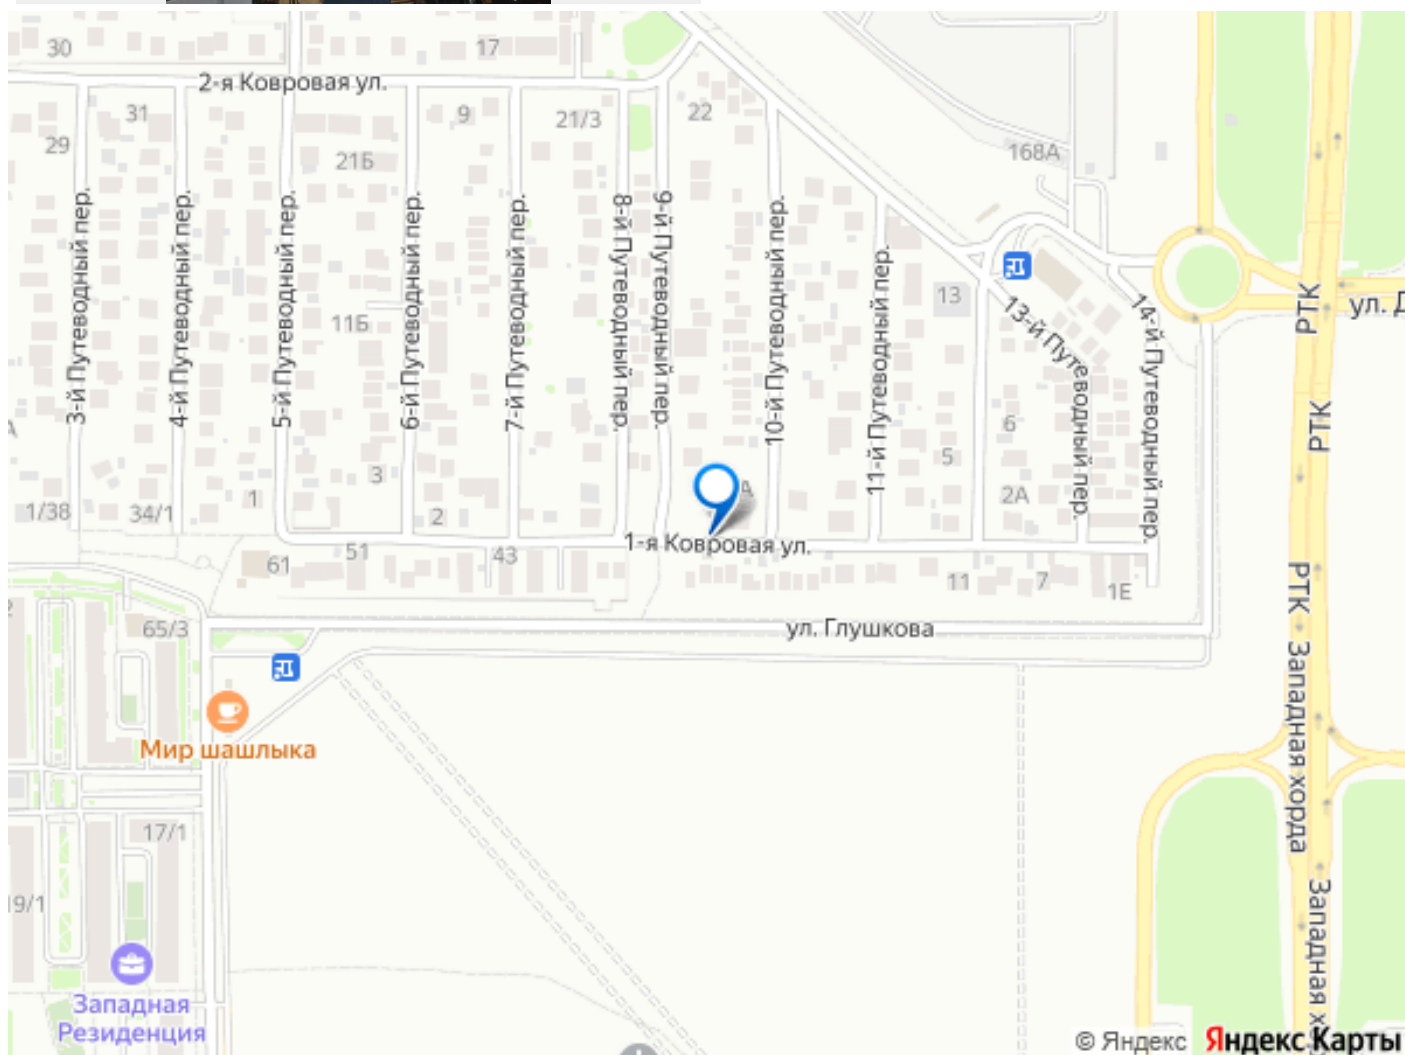 30
17
2-я Ковровая ул.
31
9
21/3
22
29
21Б
168А
3-й Путеводный пер.
4-й Путеводный пер.
5-й Путеводный пер.
6-й Путеводный пер.
7-й Путеводный пер.
8-й Путеводный пер.
9-й Путеводный пер.
10-й Путеводный пер.
11-й Путеводный пер.
13-й Путеводный пер.
14-й Путеводный пер.
13
РТК
ул. Д
11Б
6
РТК
А
3
5
А
1
2А
1/38
34/1
2
1-я Ковровая ул.
61
51
43
11
7
1Е
РТК
65/3
ул. Глушкова
Западная хорда
Мир шашлыка
17/1
19/1
Западная
Резиденция
Западная х
© Яндекс Яндекс Карты